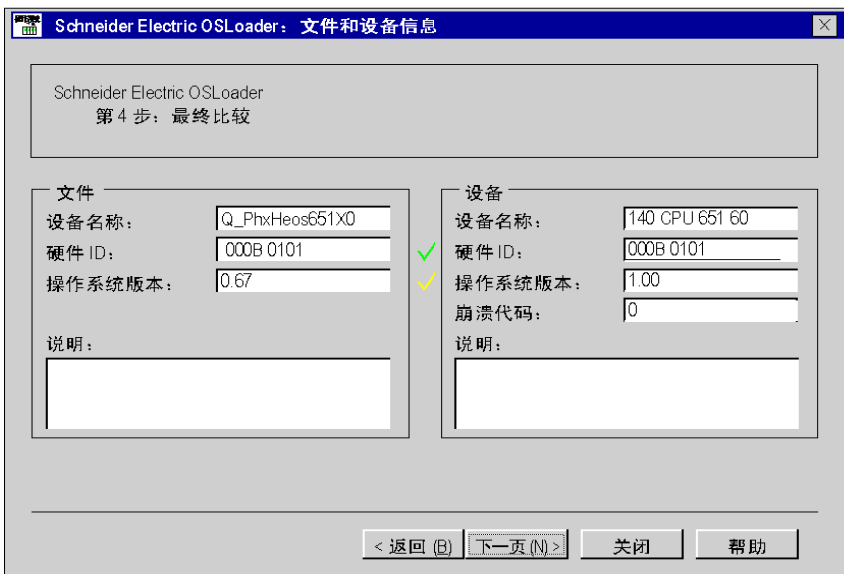 Schneider Electric OSLoader：文件和设备信息
Schneider Electric OSLoader
第 4 步：最终比较
文件
设备名称： Q_PhxHeos651X0
硬件 ID： 000B 0101
操作系统版本： 0.67
说明：
设备
设备名称： 140 CPU 651 60
硬件 ID： 000B 0101
操作系统版本： 1.00
崩溃代码： 0
说明：
< 返回 (B) 下一页 (N) > 关闭 帮助